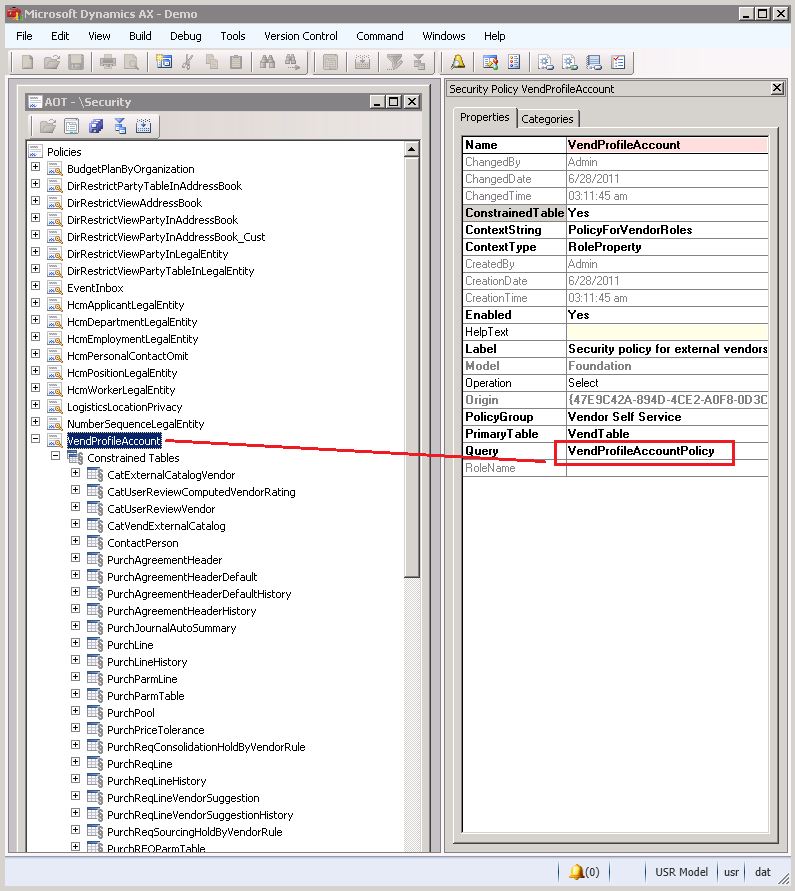 Microsoft Dynamics AX - Demo
File Edit View Build Debug Tools Version Control Command Windows Help
AOT - \Security
Policies
BudgetPlanByOrganization
DirRestrictPartyTableInAddressBook
DirRestrictViewAddressBook
DirRestrictViewPartyInAddressBook
DirRestrictViewPartyInAddressBook_Cust
DirRestrictViewPartyInLegalEntity
DirRestrictViewPartyTableInLegalEntity
EventInbox
HcmApplicantLegalEntity
HcmDepartmentLegalEntity
HcmEmploymentLegalEntity
HcmPersonalContactOmit
HcmPositionLegalEntity
HcmWorkerLegalEntity
LogisticsLocationPrivacy
NumberSequenceLegalEntity
VendProfileAccount
Constrained Tables
CatExternalCatalogVendor
CatUserReviewComputedVendorRating
CatUserReviewVendor
CatVendExternalCatalog
ContactPerson
PurchAgreementHeader
PurchAgreementHeaderDefault
PurchAgreementHeaderDefaultHistory
PurchAgreementHeaderHistory
PurchJournalAutoSummary
PurchLine
PurchLineHistory
PurchParmLine
PurchParmTable
PurchPool
PurchPriceTolerance
PurchReqConsolidationHoldByVendorRule
PurchReqLine
PurchReqLineHistory
PurchReqLineVendorSuggestion
PurchReqLineVendorSuggestionHistory
PurchReqSourcingHoldByVendorRule
PurchRFQParmTable
Security Policy VendProfileAccount
Properties Categories
Name VendProfileAccount
ChangedBy Admin
ChangedDate 6/28/2011
ChangedTime 03:11:45 am
ConstrainedTable Yes
ContextString PolicyForVendorRoles
ContextType RoleProperty
CreatedBy Admin
CreationDate 6/28/2011
CreationTime 03:11:45 am
Enabled Yes
HelpText
Label Security policy for external vendors
Model Foundation
Operation Select
Origin {47E9C42A-894D-4CE2-A0F8-0D3C
PolicyGroup Vendor Self Service
PrimaryTable VendTable
Query VendProfileAccountPolicy
RoleName
(0) USR Model usr dat